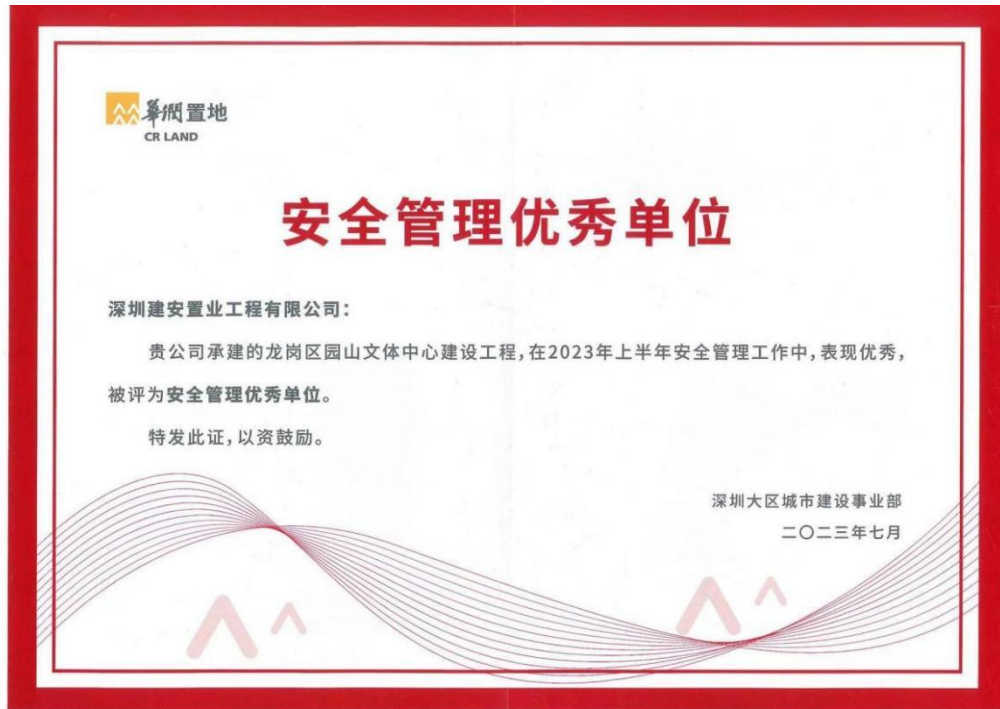 華潤置地
CR LAND
安全管理优秀单位
深圳建安置业工程有限公司：
贵公司承建的龙岗区园山文体中心建设工程，在2023年上半年安全管理工作中，表现优秀，
被评为安全管理优秀单位。
特发此证，以资鼓励。
深圳大区城市建设事业部
二〇二三年七月